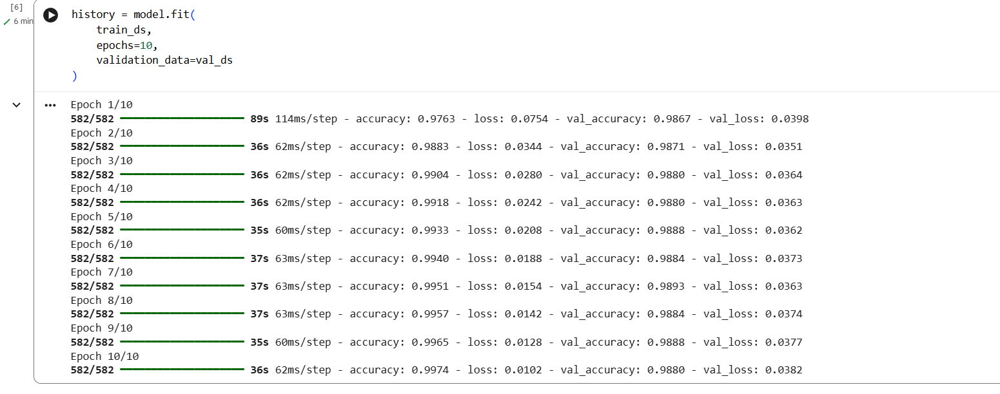 [6]
6 min
history = model.fit(
    train_ds,
    epochs=10,
    validation_data=val_ds
)
Epoch 1/10
582/582 ━━━━━━━━━━━━━━━━━━━━ 89s 114ms/step - accuracy: 0.9763 - loss: 0.0754 - val_accuracy: 0.9867 - val_loss: 0.0398
Epoch 2/10
582/582 ━━━━━━━━━━━━━━━━━━━━ 36s 62ms/step - accuracy: 0.9883 - loss: 0.0344 - val_accuracy: 0.9871 - val_loss: 0.0351
Epoch 3/10
582/582 ━━━━━━━━━━━━━━━━━━━━ 36s 62ms/step - accuracy: 0.9904 - loss: 0.0280 - val_accuracy: 0.9880 - val_loss: 0.0364
Epoch 4/10
582/582 ━━━━━━━━━━━━━━━━━━━━ 36s 62ms/step - accuracy: 0.9918 - loss: 0.0242 - val_accuracy: 0.9880 - val_loss: 0.0363
Epoch 5/10
582/582 ━━━━━━━━━━━━━━━━━━━━ 35s 60ms/step - accuracy: 0.9933 - loss: 0.0208 - val_accuracy: 0.9888 - val_loss: 0.0362
Epoch 6/10
582/582 ━━━━━━━━━━━━━━━━━━━━ 37s 63ms/step - accuracy: 0.9940 - loss: 0.0188 - val_accuracy: 0.9884 - val_loss: 0.0373
Epoch 7/10
582/582 ━━━━━━━━━━━━━━━━━━━━ 37s 63ms/step - accuracy: 0.9951 - loss: 0.0154 - val_accuracy: 0.9893 - val_loss: 0.0363
Epoch 8/10
582/582 ━━━━━━━━━━━━━━━━━━━━ 37s 63ms/step - accuracy: 0.9957 - loss: 0.0142 - val_accuracy: 0.9884 - val_loss: 0.0374
Epoch 9/10
582/582 ━━━━━━━━━━━━━━━━━━━━ 35s 60ms/step - accuracy: 0.9965 - loss: 0.0128 - val_accuracy: 0.9888 - val_loss: 0.0377
Epoch 10/10
582/582 ━━━━━━━━━━━━━━━━━━━━ 36s 62ms/step - accuracy: 0.9974 - loss: 0.0102 - val_accuracy: 0.9880 - val_loss: 0.0382